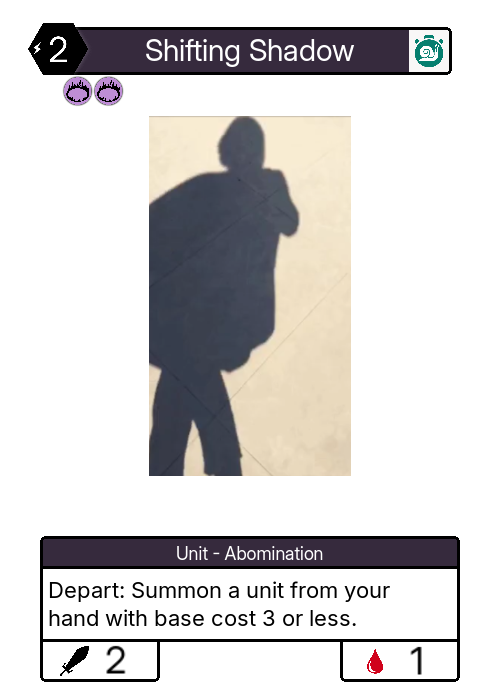 2
Shifting Shadow
Unit - Abomination
Depart: Summon a unit from your
hand with base cost 3 or less.
2
1